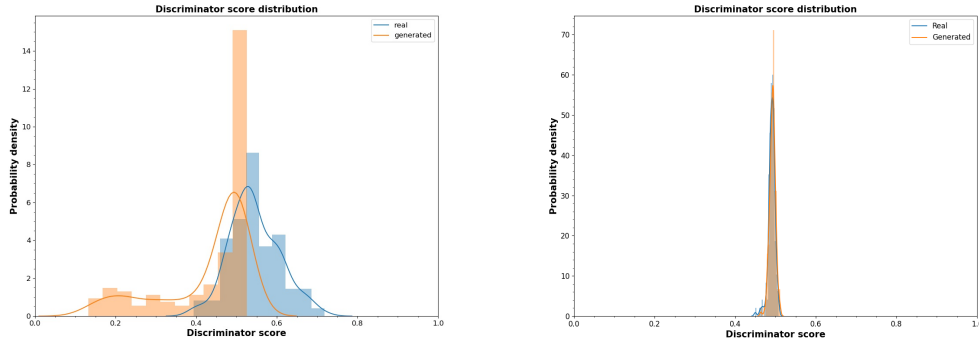 Discriminator score distribution
real
generated
14
12
10
8
6
4
2
0
Probability density
0.0 0.2 0.4 0.6 0.8 1.0
Discriminator score
Discriminator score distribution
Real
Generated
70
60
50
40
30
20
10
0
Probability density
0.0 0.2 0.4 0.6 0.8 1.0
Discriminator score